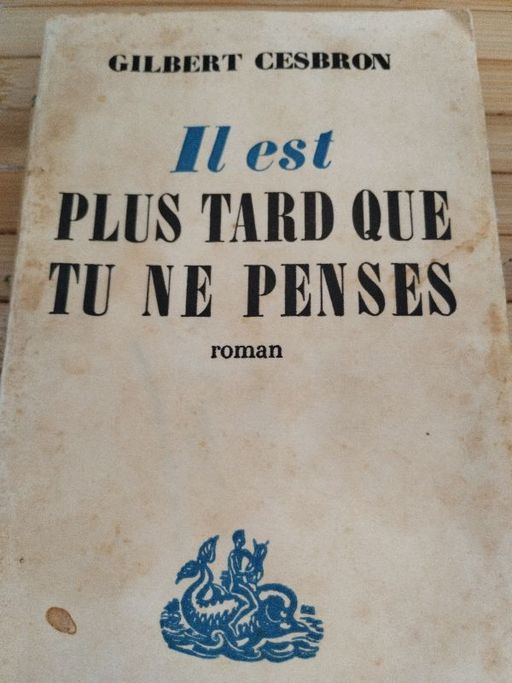 GILBERT CESBRON
Il est
PLUS TARD QUE
TU NE PENSES
roman